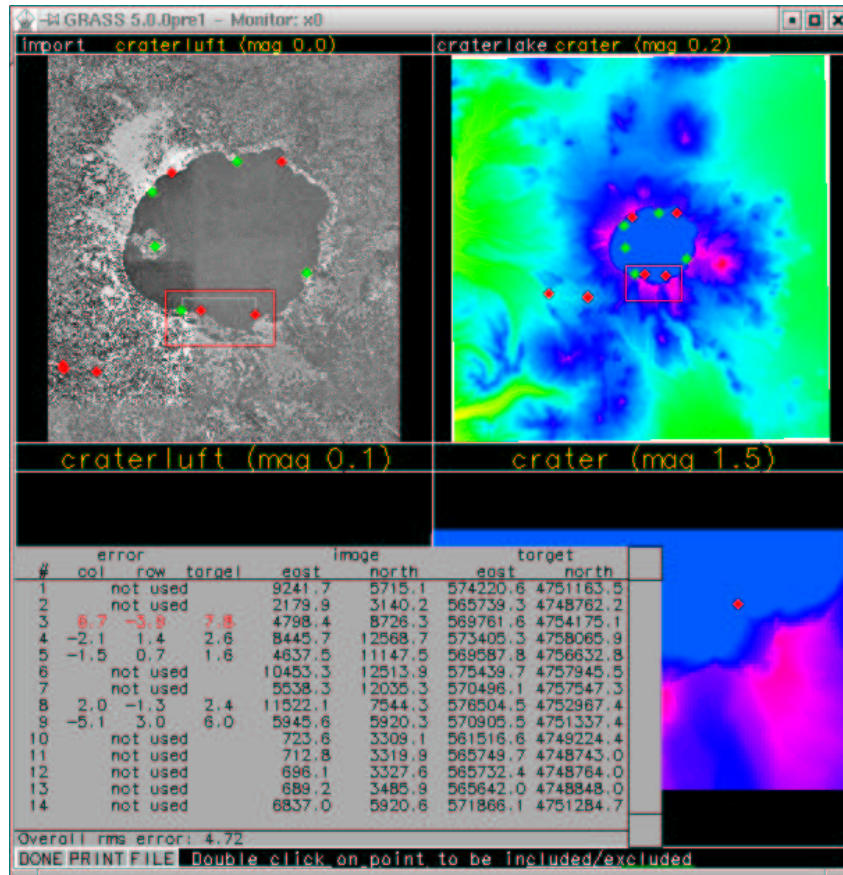 GRASS 5.0.0pre1 - Monitor: x0
import craterluft (mag 0.0) craterlake crater (mag 0.2)
craterluft (mag 0.1) crater (mag 1.5)
error image target
# col row target east north east north
1 not used 9241.7 5715.1 574220.6 4751163.5
2 not used 2179.9 3140.2 565739.3 4748762.2
3 -3.8 7.8 4798.4 8726.3 569761.6 4754175.1
4 -2.1 1.4 2.6 8445.7 12568.7 573405.3 4758065.9
5 -1.5 0.7 1.6 4637.5 11147.5 569587.8 4756632.8
6 not used 10453.3 12513.9 575439.7 4757945.5
7 not used 5538.3 12035.3 570496.1 4757547.3
8 2.0 -1.3 2.4 11522.1 7544.3 576504.5 4752967.4
9 -5.1 3.0 6.0 5945.6 5920.3 570905.5 4751337.4
10 not used 723.6 3309.1 561516.6 4749224.4
11 not used 712.8 3319.9 565749.7 4748743.0
12 not used 696.1 3327.6 565732.4 4748764.0
13 not used 689.2 3485.9 565642.0 4748848.0
14 not used 6837.0 5920.6 571866.1 4751284.7
Overall rms error: 4.72
DONE PRINT FILE Double click on point to be included/excluded